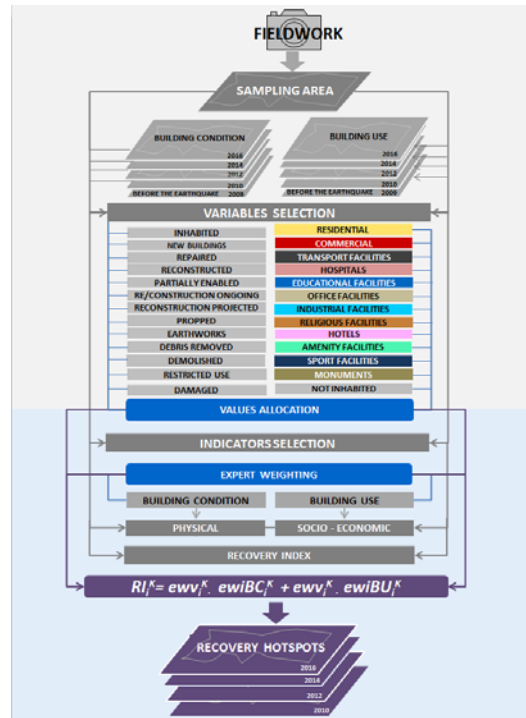 FIELDWORK
SAMPLING AREA
BUILDING CONDITION
2016
2014
2012
2010
BEFORE THE EARTHQUAKE 2009
BUILDING USE
2016
2014
2012
2010
BEFORE THE EARTHQUAKE 2009
VARIABLES SELECTION
INHABITED RESIDENTIAL
NEW BUILDINGS COMMERCIAL
REPAIRED TRANSPORT FACILITIES
RECONSTRUCTED HOSPITALS
PARTIALLY ENABLED EDUCATIONAL FACILITIES
RE/CONSTRUCTION ONGOING OFFICE FACILITIES
RECONSTRUCTION PROJECTED INDUSTRIAL FACILITIES
PROPPED RELIGIOUS FACILITIES
EARTHWORKS HOTELS
DEBRIS REMOVED AMENITY FACILITIES
DEMOLISHED SPORT FACILITIES
RESTRICTED USE MONUMENTS
DAMAGED NOT INHABITED
VALUES ALLOCATION
INDICATORS SELECTION
EXPERT WEIGHTING
BUILDING CONDITION BUILDING USE
PHYSICAL SOCIO - ECONOMIC
RECOVERY INDEX
RIᵢᴷ= ewvᵢᴷ. ewiBCᵢᴷ + ewvᵢᴷ. ewiBUᵢᴷ
RECOVERY HOTSPOTS
2016
2014
2012
2010